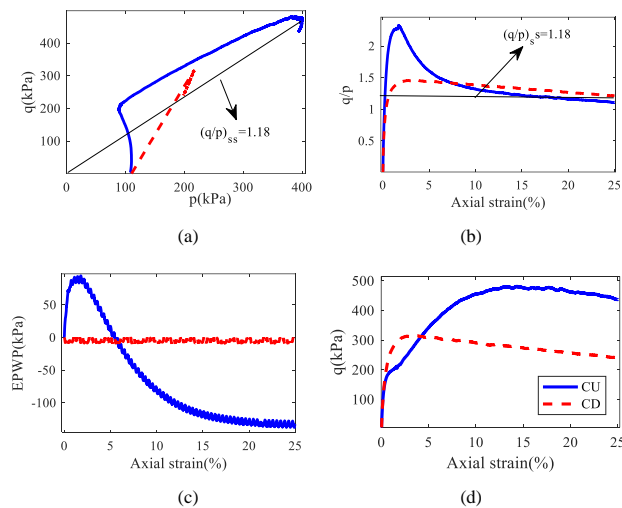 400
300
200
100
q(kPa)
(q/p)ss=1.18
0 100 200 300 400
p(kPa)
(a)
2
1.5
1
0.5
q/p
(q/p)ss=1.18
0 5 10 15 20 25
Axial strain(%)
(b)
50
0
-50
-100
EPWP(kPa)
0 5 10 15 20 25
Axial strain(%)
(c)
500
400
300
200
100
q(kPa)
CU
CD
0 5 10 15 20 25
Axial strain(%)
(d)